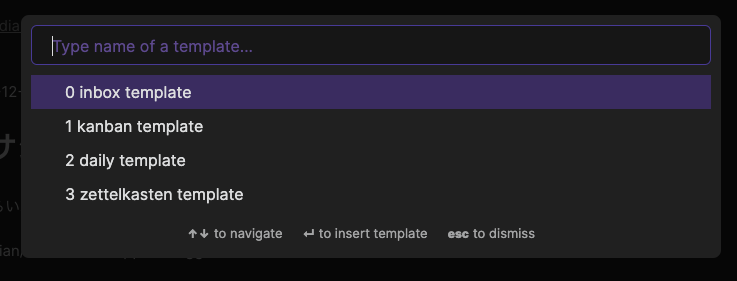 Type name of a template...
0 inbox template
1 kanban template
2 daily template
3 zettelkasten template
↑↓ to navigate ↵ to insert template esc to dismiss